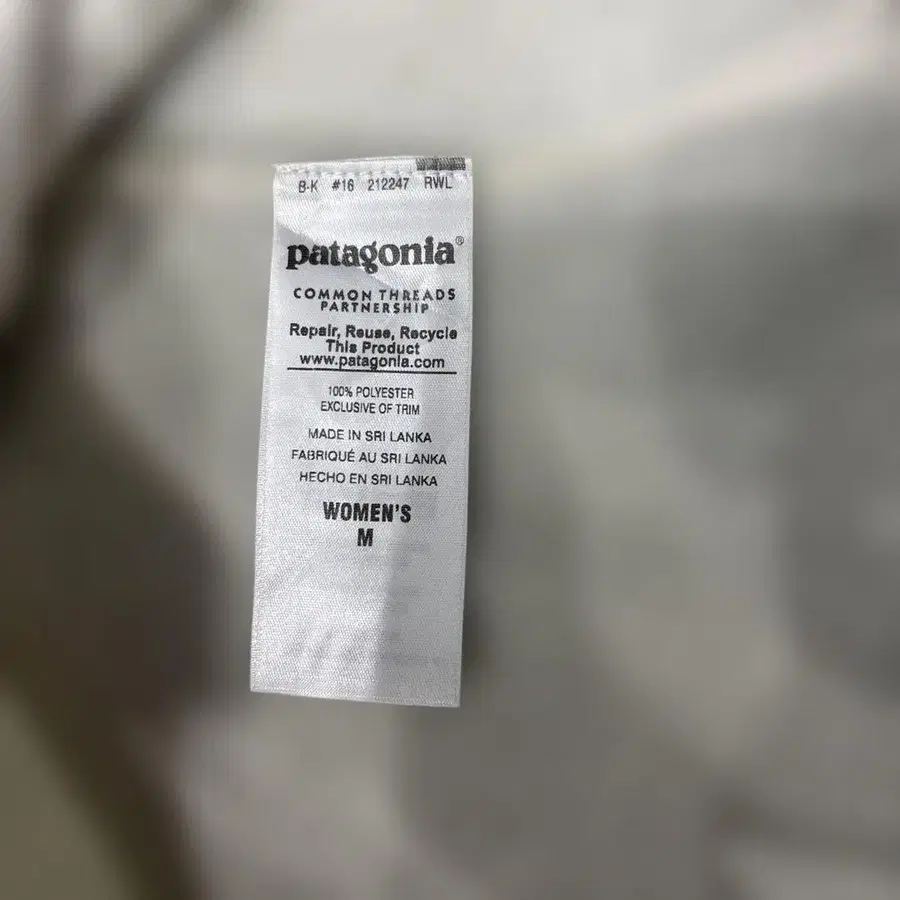 B-K #16 212247 RWL
patagonia®
COMMON THREADS
PARTNERSHIP
Repair, Reuse, Recycle
This Product
www.patagonia.com
100% POLYESTER
EXCLUSIVE OF TRIM
MADE IN SRI LANKA
FABRIQUÉ AU SRI LANKA
HECHO EN SRI LANKA
WOMEN'S
M